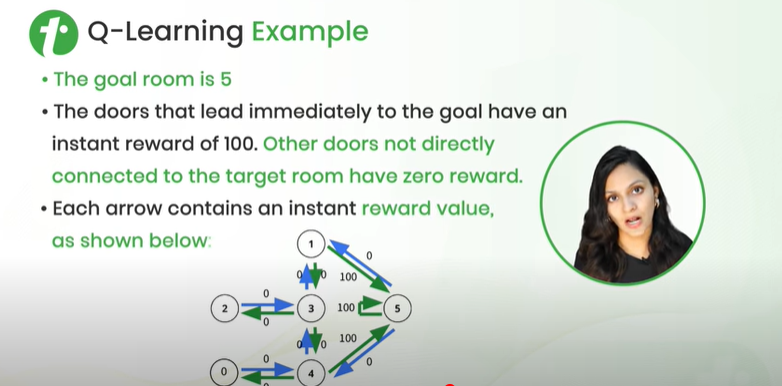 Q-Learning Example
• The goal room is 5
• The doors that lead immediately to the goal have an
instant reward of 100. Other doors not directly
connected to the target room have zero reward.
• Each arrow contains an instant reward value,
as shown below:
1
0
0 0 100
0
2 3 100 5
0
0 0 100
0 0
0 4